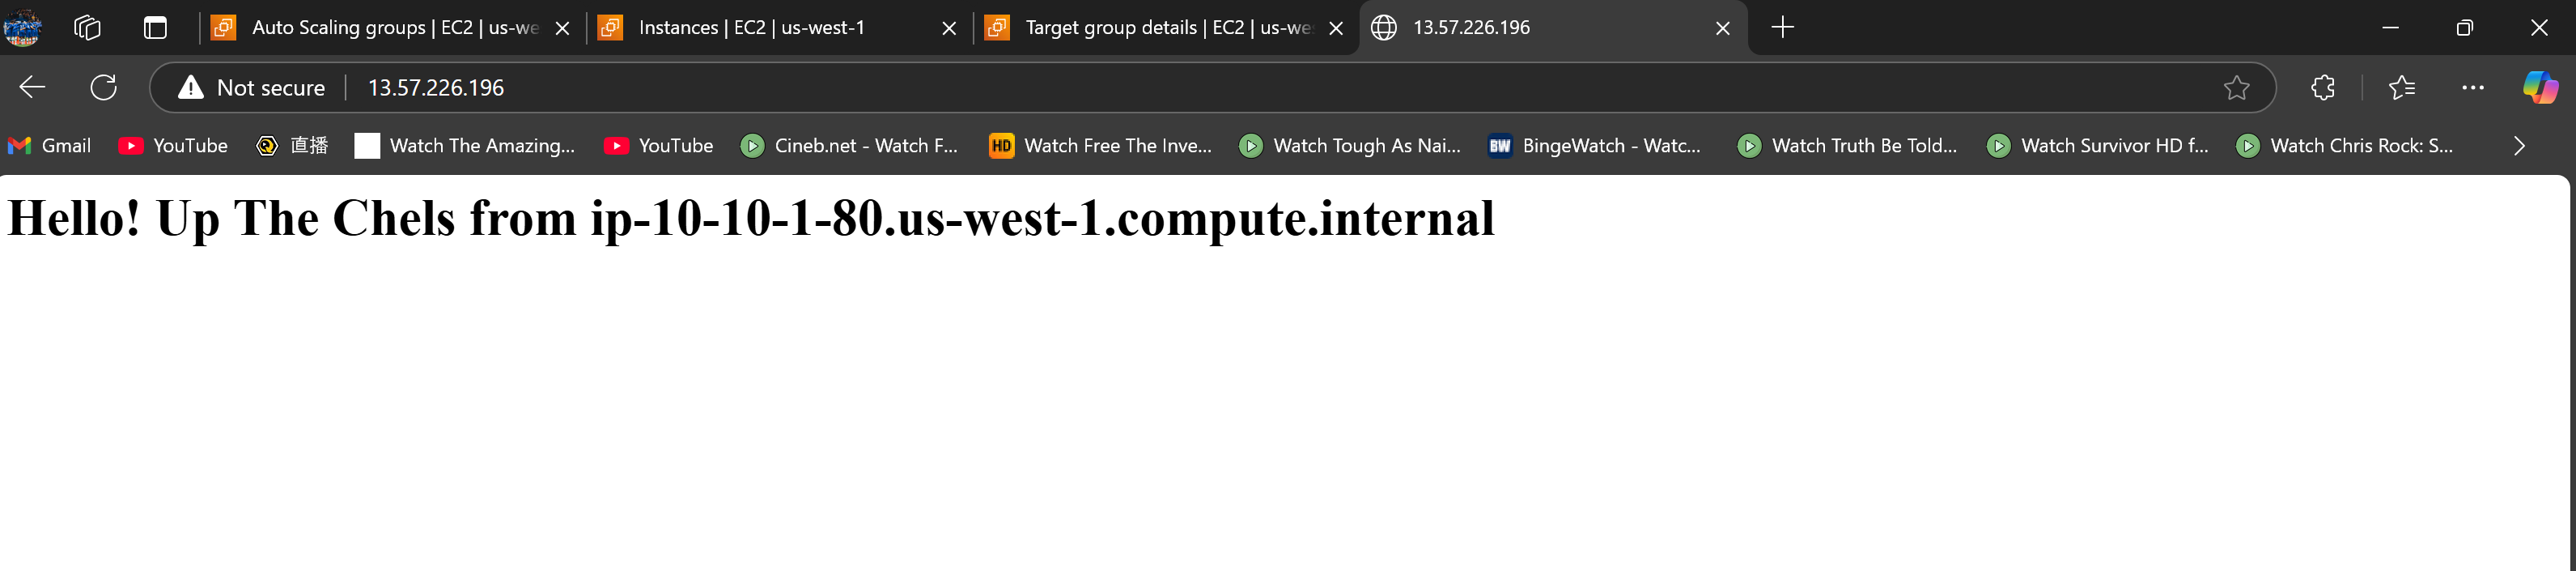 Auto Scaling groups | EC2 | us-we
Instances | EC2 | us-west-1
Target group details | EC2 | us-wes
13.57.226.196
Not secure 13.57.226.196
Gmail YouTube 直播 Watch The Amazing... YouTube Cineb.net - Watch F... HD Watch Free The Inve... Watch Tough As Nai... BW BingeWatch - Watc... Watch Truth Be Told... Watch Survivor HD f... Watch Chris Rock: S...
Hello! Up The Chels from ip-10-10-1-80.us-west-1.compute.internal